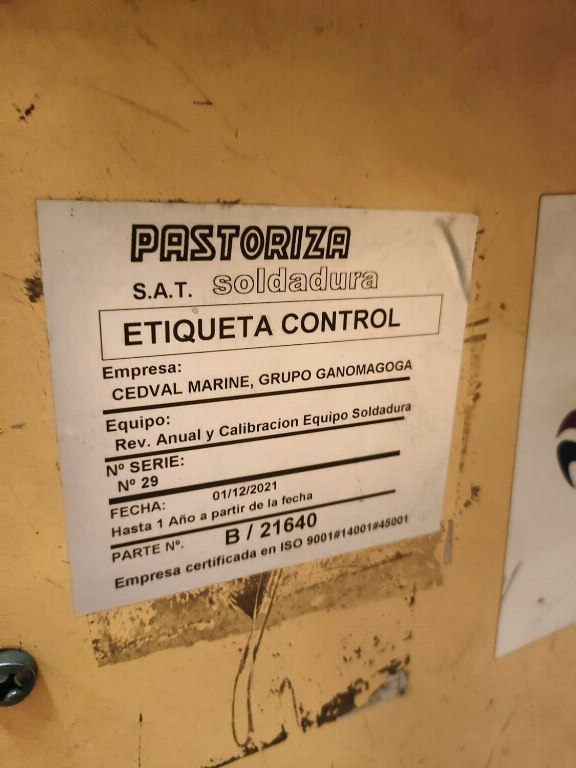 PASTORIZA
S.A.T. soldadura
ETIQUETA CONTROL
Empresa:
CEDVAL MARINE, GRUPO GANOMAGOGA
Equipo:
Rev. Anual y Calibracion Equipo Soldadura
Nº SERIE:
Nº 29
FECHA: 01/12/2021
Hasta 1 Año a partir de la fecha
PARTE Nº. B / 21640
Empresa certificada en ISO 9001#14001#45001